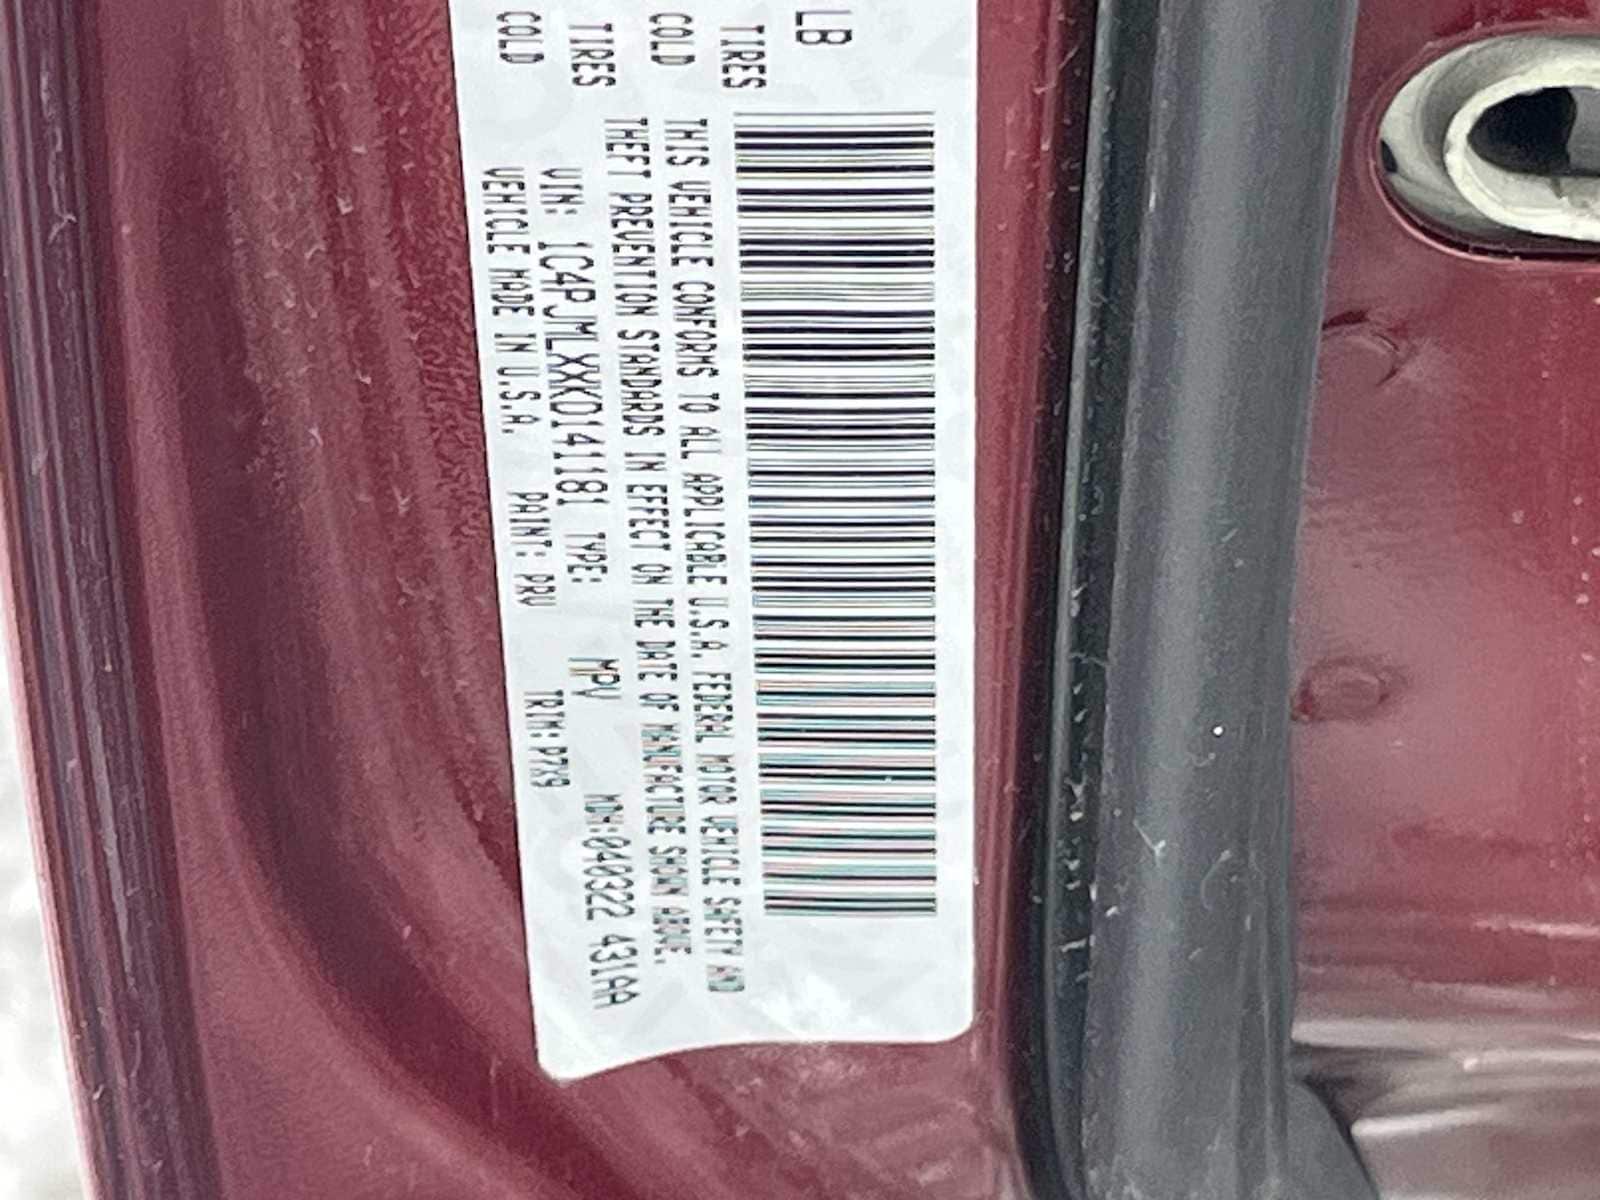 LB
TIRES COLD
TIRES COLD
THIS VEHICLE CONFORMS TO ALL APPLICABLE U.S.A. FEDERAL MOTOR VEHICLE SAFETY AND
THEFT PREVENTION STANDARDS IN EFFECT ON THE DATE OF MANUFACTURE SHOWN ABOVE.
VIN: 1C4PJMLXXKD141181 TYPE: MPV MDH:040322 431AA
VEHICLE MADE IN U.S.A. PAINT: PRV TRIM: P7X9